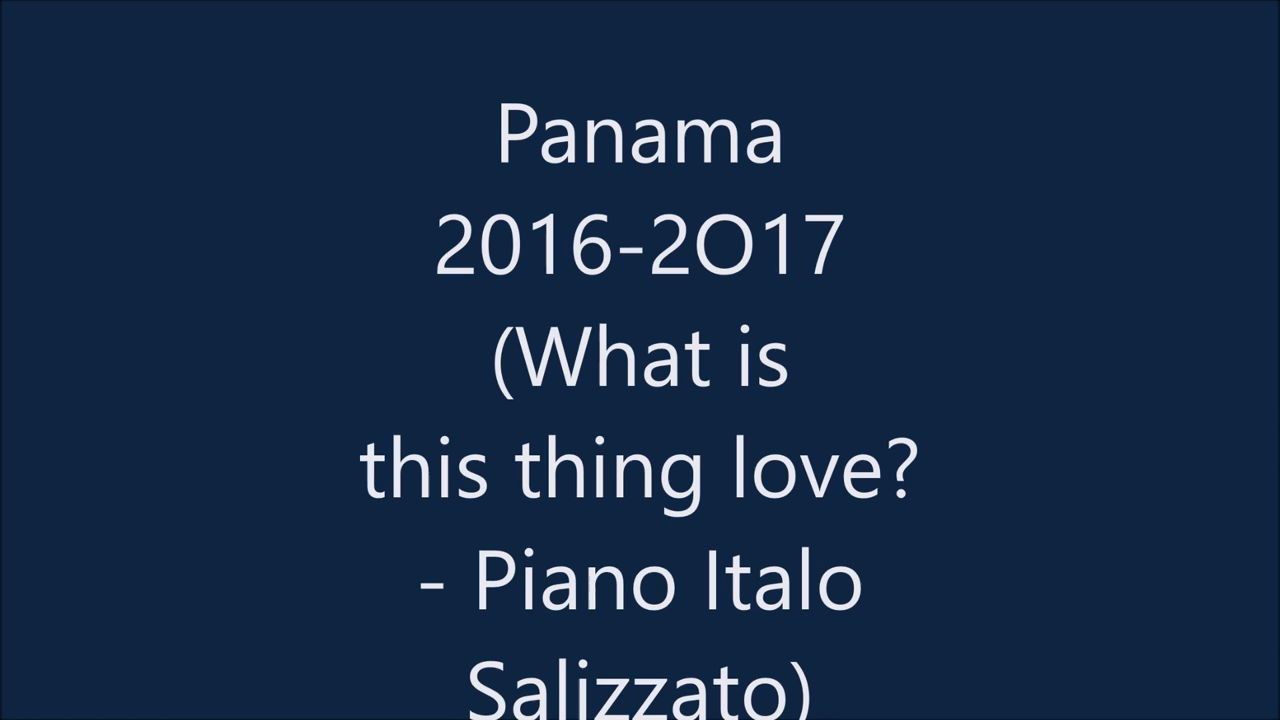 Panama
2016-2O17
(What is
this thing love?
- Piano Italo
Salizzato)